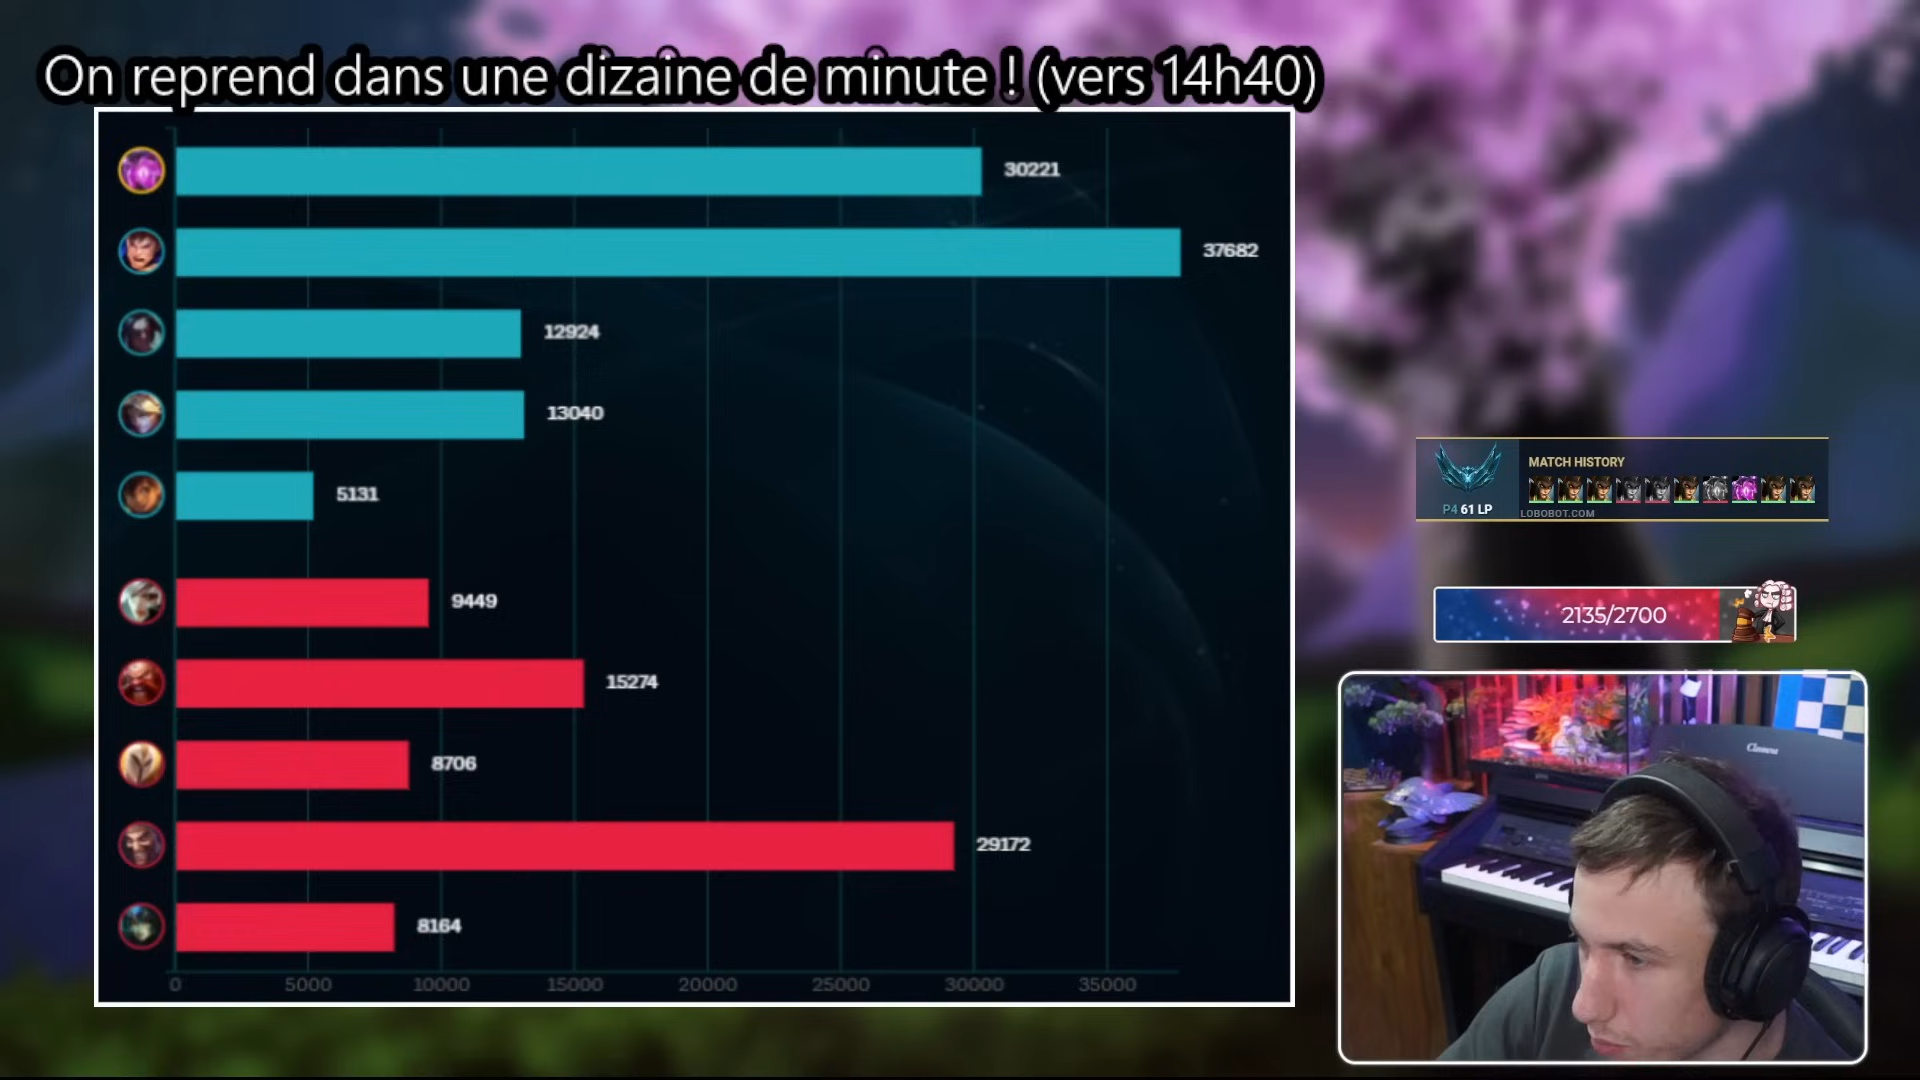 On reprend dans une dizaine de minute ! (vers 14h40)
30221
37682
12924
13040
5131
9449
15274
8706
29172
8164
0 5000 10000 15000 20000 25000 30000 35000
MATCH HISTORY
P4 61 LP
LOBOBOT.COM
2135/2700